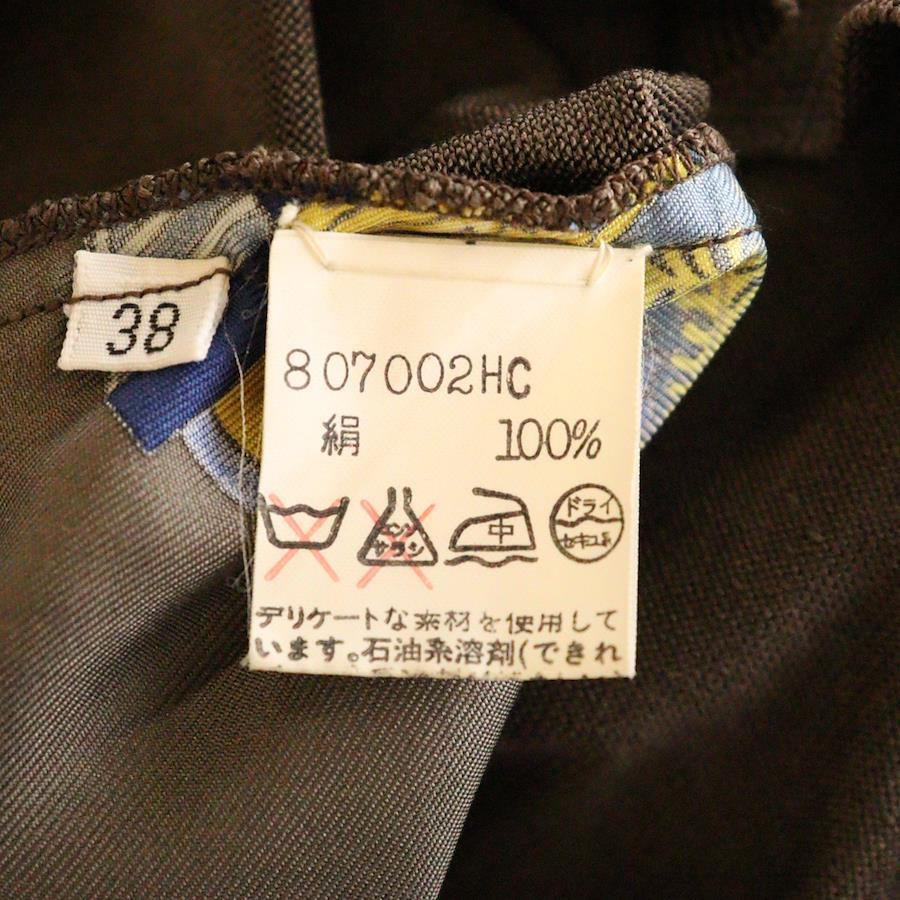 38
807002HC
絹 100%
エンソ
サラシ
中
ドライ
セキユ系
デリケートな素材を使用して
います。石油系溶剤(できれ